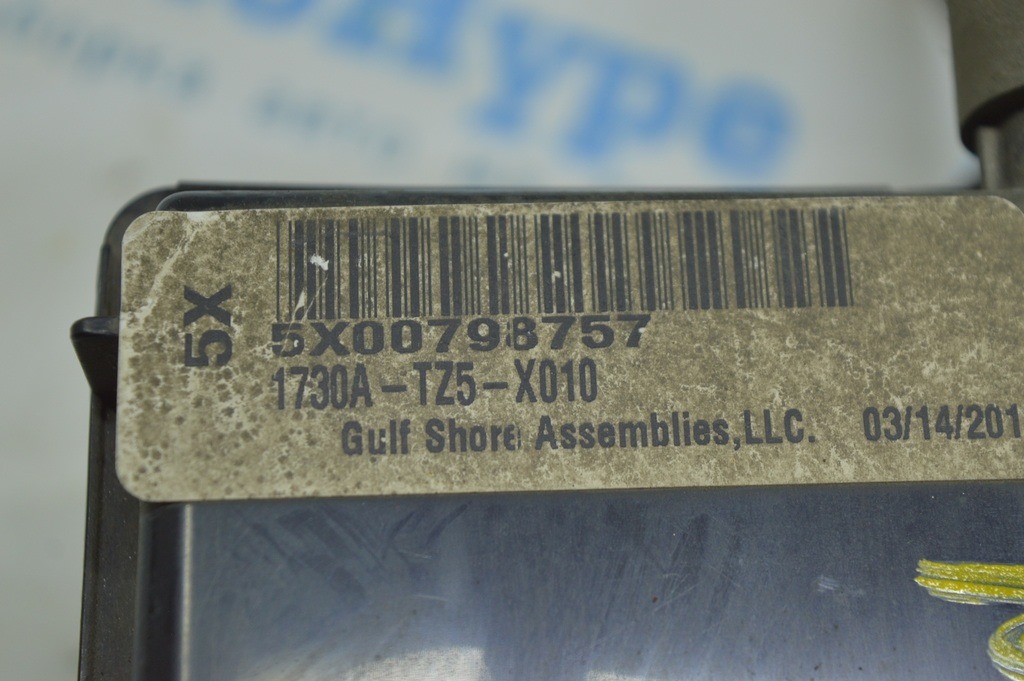 5X
5X00798757
1730A-TZ5-X010
Gulf Shore Assemblies,LLC. 03/14/201